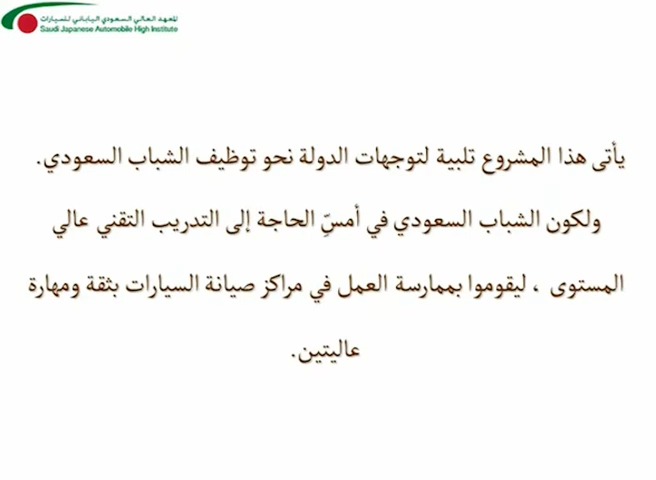 المعهد العالي السعودي الياباني للسيارات
Saudi Japanese Automobile High Institute
يأتى هذا المشروع تلبية لتوجهات الدولة نحو توظيف الشباب السعودي.
ولكون الشباب السعودي في أمسِّ الحاجة إلى التدريب التقني عالي
المستوى ، ليقوموا بممارسة العمل في مراكز صيانة السيارات بثقة ومهارة
عاليتين.